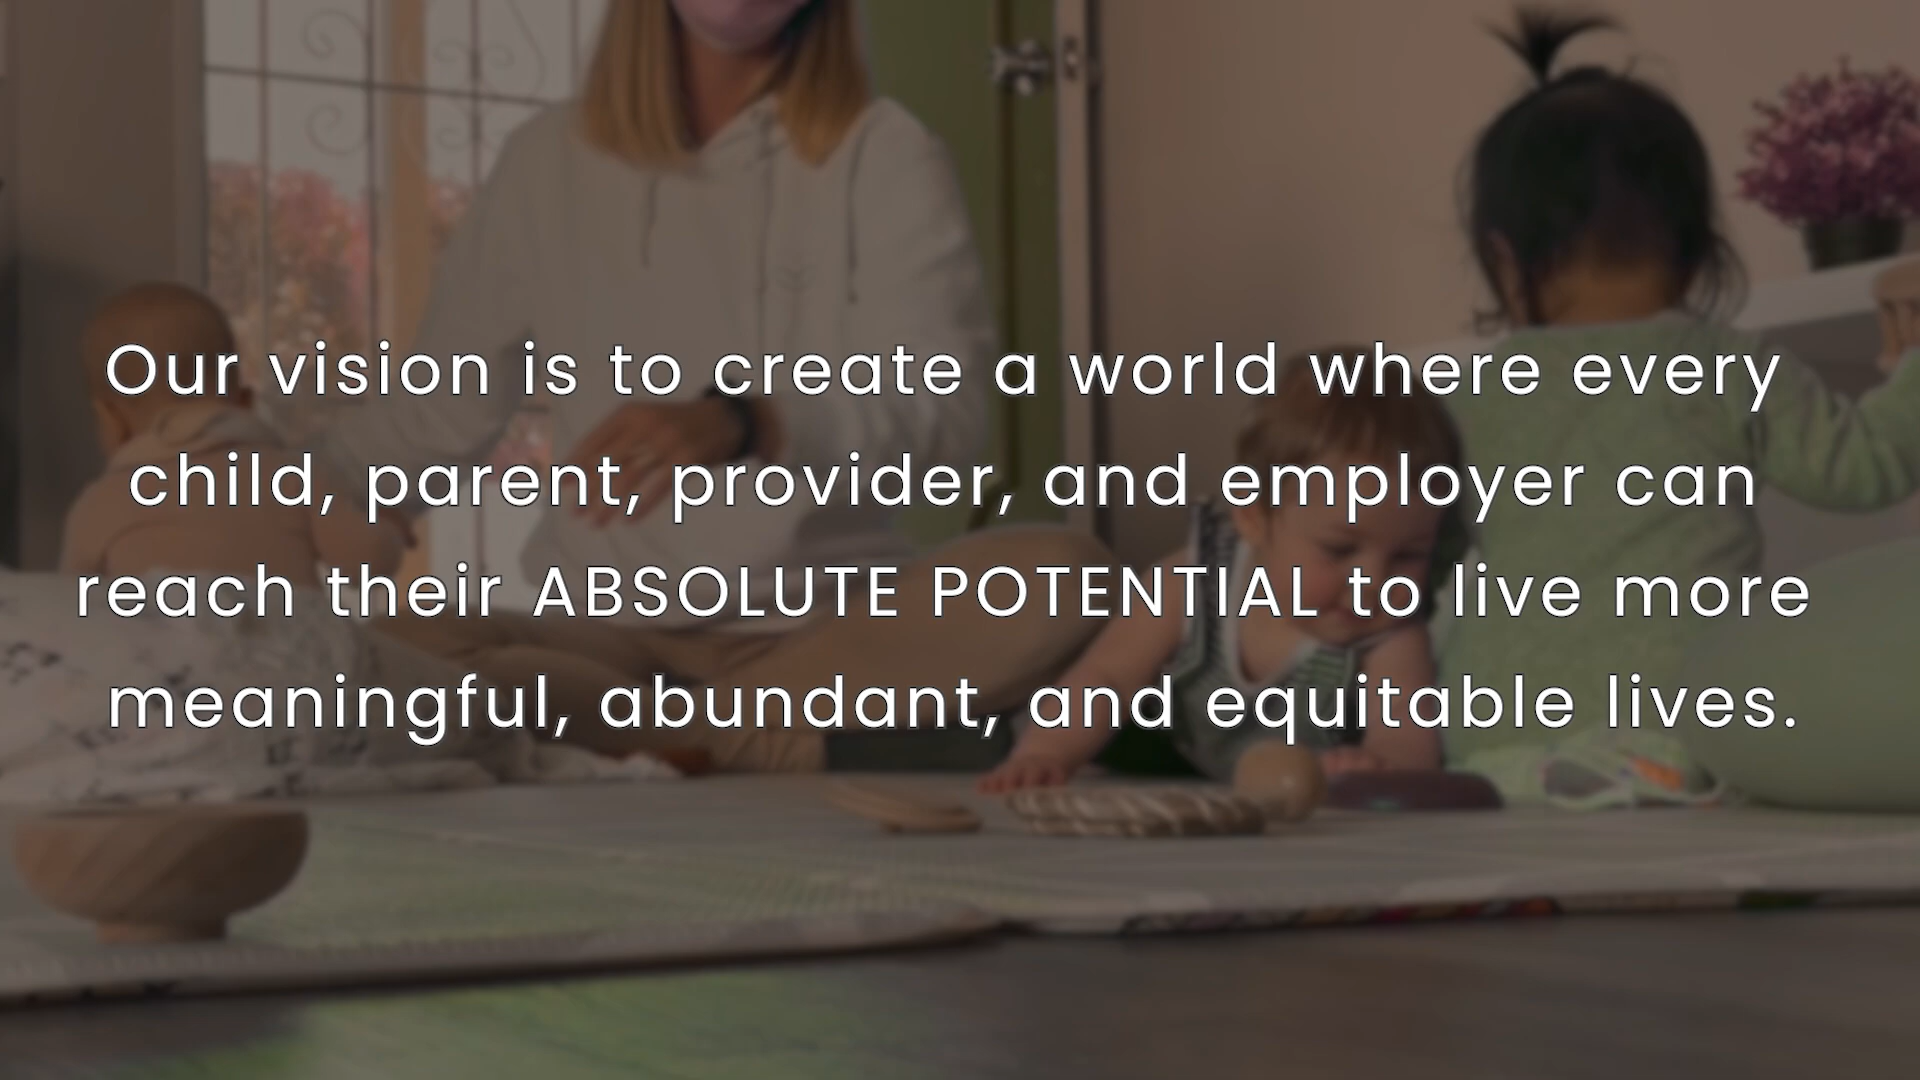 Our vision is to create a world where every
child, parent, provider, and employer can
reach their ABSOLUTE POTENTIAL to live more
meaningful, abundant, and equitable lives.